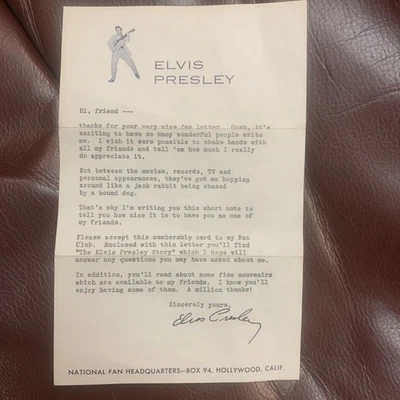 ELVIS
PRESLEY
Hi, friend ---
thanks for your very nice fan letter. Gosh, it's
exciting to have so many wonderful people write
me. I wish it were possible to shake hands with
all my friends and tell 'em how much I really
do appreciate it.
But between the movies, records, TV and
personal appearances, they've got me hopping
around like a jack rabbit being chased
by a hound dog.
That's why I'm writing you this short note to
tell you how nice it is to have you as one of
my friends.
Please accept this membership card to my Fan
Club. Enclosed with this letter you'll find
"The Elvis Presley Story" which I hope will
answer any questions you may have asked about me.
In addition, you'll read about some fine souvenirs
which are available to my friends. I know you'll
enjoy having some of them. A million thanks!
Sincerely yours,
Elvis Presley
NATIONAL FAN HEADQUARTERS—BOX 94, HOLLYWOOD, CALIF.